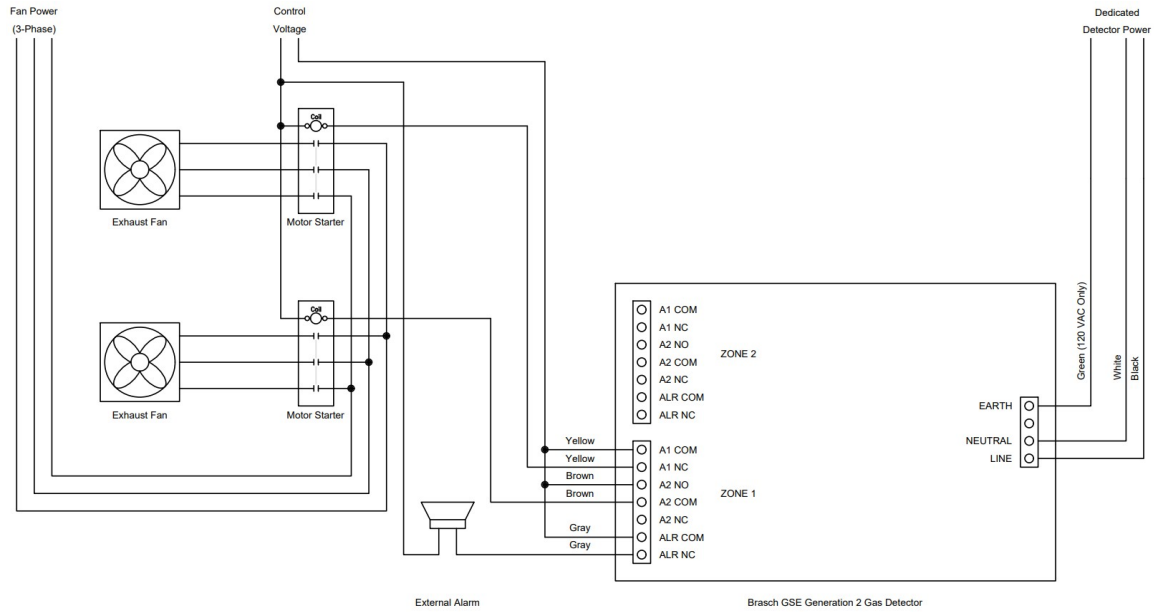 Fan Power
(3-Phase)
Control
Voltage
Dedicated
Detector Power
Coil
Exhaust Fan
Motor Starter
Coil
Exhaust Fan
Motor Starter
A1 COM
A1 NC
A2 NO
A2 COM
A2 NC
ALR COM
ALR NC
ZONE 2
Green (120 VAC Only)
White
Black
EARTH
NEUTRAL
LINE
Yellow
Yellow
Brown
Brown
Gray
Gray
A1 COM
A1 NC
A2 NO
A2 COM
A2 NC
ALR COM
ALR NC
ZONE 1
External Alarm
Brasch GSE Generation 2 Gas Detector